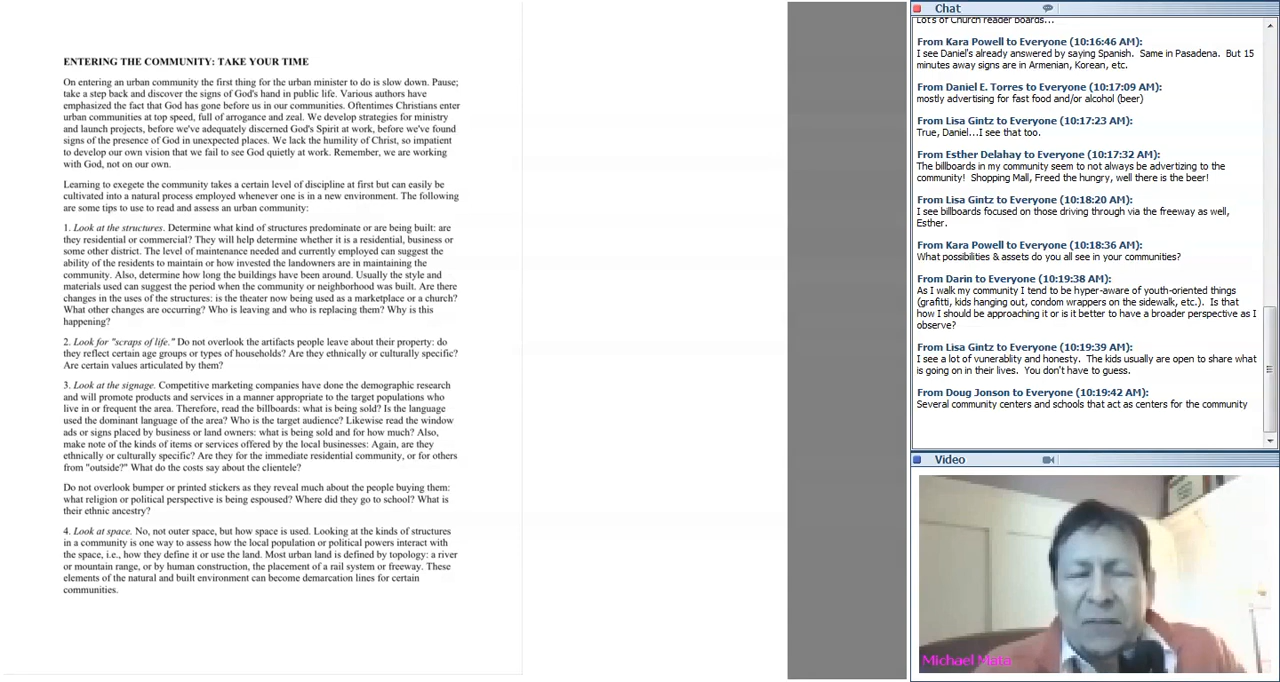 ENTERING THE COMMUNITY: TAKE YOUR TIME
On entering an urban community the first thing for the urban minister to do is slow down. Pause;
take a step back and discover the signs of God's hand in public life. Various authors have
emphasized the fact that God has gone before us in our communities. Oftentimes Christians enter
urban communities at top speed, full of arrogance and zeal. We develop strategies for ministry
and launch projects, before we've adequately discerned God's Spirit at work, before we've found
signs of the presence of God in unexpected places. We lack the humility of Christ, so impatient
to develop our own vision that we fail to see God quietly at work. Remember, we are working
with God, not on our own.
Learning to exegete the community takes a certain level of discipline at first but can easily be
cultivated into a natural process employed whenever one is in a new environment. The following
are some tips to use to read and assess an urban community:
1. Look at the structures. Determine what kind of structures predominate or are being built: are
they residential or commercial? They will help determine whether it is a residential, business or
some other district. The level of maintenance needed and currently employed can suggest the
ability of the residents to maintain or how invested the landowners are in maintaining the
community. Also, determine how long the buildings have been around. Usually the style and
materials used can suggest the period when the community or neighborhood was built. Are there
changes in the uses of the structures: is the theater now being used as a marketplace or a church?
What other changes are occurring? Who is leaving and who is replacing them? Why is this
happening?
2. Look for "scraps of life." Do not overlook the artifacts people leave about their property: do
they reflect certain age groups or types of households? Are they ethnically or culturally specific?
Are certain values articulated by them?
3. Look at the signage. Competitive marketing companies have done the demographic research
and will promote products and services in a manner appropriate to the target populations who
live in or frequent the area. Therefore, read the billboards: what is being sold? Is the language
used the dominant language of the area? Who is the target audience? Likewise read the window
ads or signs placed by business or land owners: what is being sold and for how much? Also,
make note of the kinds of items or services offered by the local businesses: Again, are they
ethnically or culturally specific? Are they for the immediate residential community, or for others
from "outside?" What do the costs say about the clientele?
Do not overlook bumper or printed stickers as they reveal much about the people buying them:
what religion or political perspective is being espoused? Where did they go to school? What is
their ethnic ancestry?
4. Look at space. No, not outer space, but how space is used. Looking at the kinds of structures
in a community is one way to assess how the local population or political powers interact with
the space, i.e., how they define it or use the land. Most urban land is defined by topology: a river
or mountain range, or by human construction, the placement of a rail system or freeway. These
elements of the natural and built environment can become demarcation lines for certain
communities.
Chat
Lot's of Church reader boards...
From Kara Powell to Everyone (10:16:46 AM):
I see Daniel's already answered by saying Spanish. Same in Pasadena. But 15
minutes away signs are in Armenian, Korean, etc.
From Daniel E. Torres to Everyone (10:17:09 AM):
mostly advertising for fast food and/or alcohol (beer)
From Lisa Gintz to Everyone (10:17:23 AM):
True, Daniel...I see that too.
From Esther Delahay to Everyone (10:17:32 AM):
The billboards in my community seem to not always be advertizing to the
community! Shopping Mall, Freed the hungry, well there is the beer!
From Lisa Gintz to Everyone (10:18:20 AM):
I see billboards focused on those driving through via the freeway as well,
Esther.
From Kara Powell to Everyone (10:18:36 AM):
What possibilities & assets do you all see in your communities?
From Darin to Everyone (10:19:38 AM):
As I walk my community I tend to be hyper-aware of youth-oriented things
(grafitti, kids hanging out, condom wrappers on the sidewalk, etc.). Is that
how I should be approaching it or is it better to have a broader perspective as I
observe?
From Lisa Gintz to Everyone (10:19:39 AM):
I see a lot of vunerablity and honesty. The kids usually are open to share what
is going on in their lives. You don't have to guess.
From Doug Jonson to Everyone (10:19:42 AM):
Several community centers and schools that act as centers for the community
Video
Michael Mata